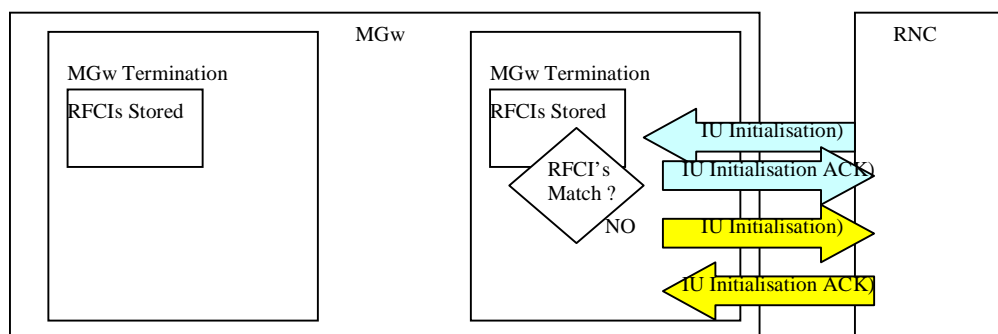 MGw
RNC
MGw Termination
RFCIs Stored
MGw Termination
RFCIs Stored
RFCI's
Match ?
NO
IU Initialisation)
IU Initialisation ACK)
IU Initialisation)
IU Initialisation ACK)